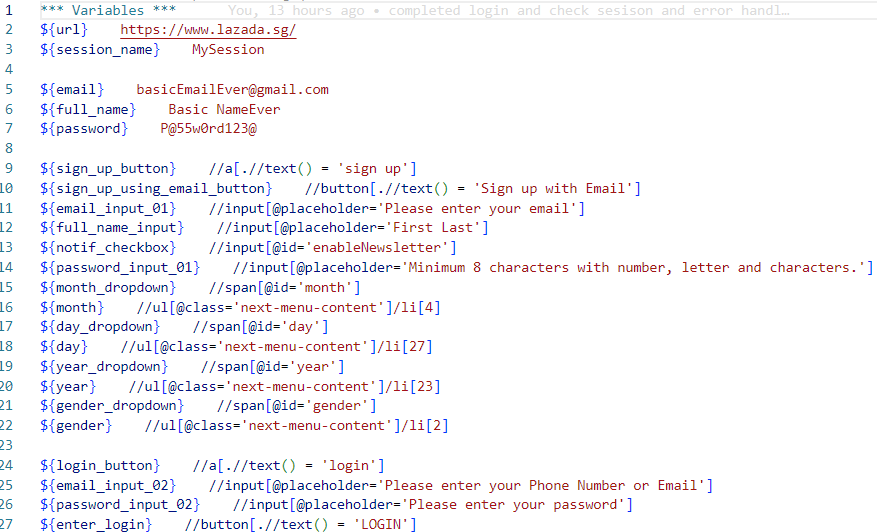 1 *** Variables *** You, 13 hours ago • completed login and check sesison and error handl…
2 ${url} https://www.lazada.sg/
3 ${session_name} MySession
4
5 ${email} basicEmailEver@gmail.com
6 ${full_name} Basic NameEver
7 ${password} P@55w0rd123@
8
9 ${sign_up_button} //a[.//text() = 'sign up']
10 ${sign_up_using_email_button} //button[.//text() = 'Sign up with Email']
11 ${email_input_01} //input[@placeholder='Please enter your email']
12 ${full_name_input} //input[@placeholder='First Last']
13 ${notif_checkbox} //input[@id='enableNewsletter']
14 ${password_input_01} //input[@placeholder='Minimum 8 characters with number, letter and characters.']
15 ${month_dropdown} //span[@id='month']
16 ${month} //ul[@class='next-menu-content']/li[4]
17 ${day_dropdown} //span[@id='day']
18 ${day} //ul[@class='next-menu-content']/li[27]
19 ${year_dropdown} //span[@id='year']
20 ${year} //ul[@class='next-menu-content']/li[23]
21 ${gender_dropdown} //span[@id='gender']
22 ${gender} //ul[@class='next-menu-content']/li[2]
23
24 ${login_button} //a[.//text() = 'login']
25 ${email_input_02} //input[@placeholder='Please enter your Phone Number or Email']
26 ${password_input_02} //input[@placeholder='Please enter your password']
27 ${enter_login} //button[.//text() = 'LOGIN']